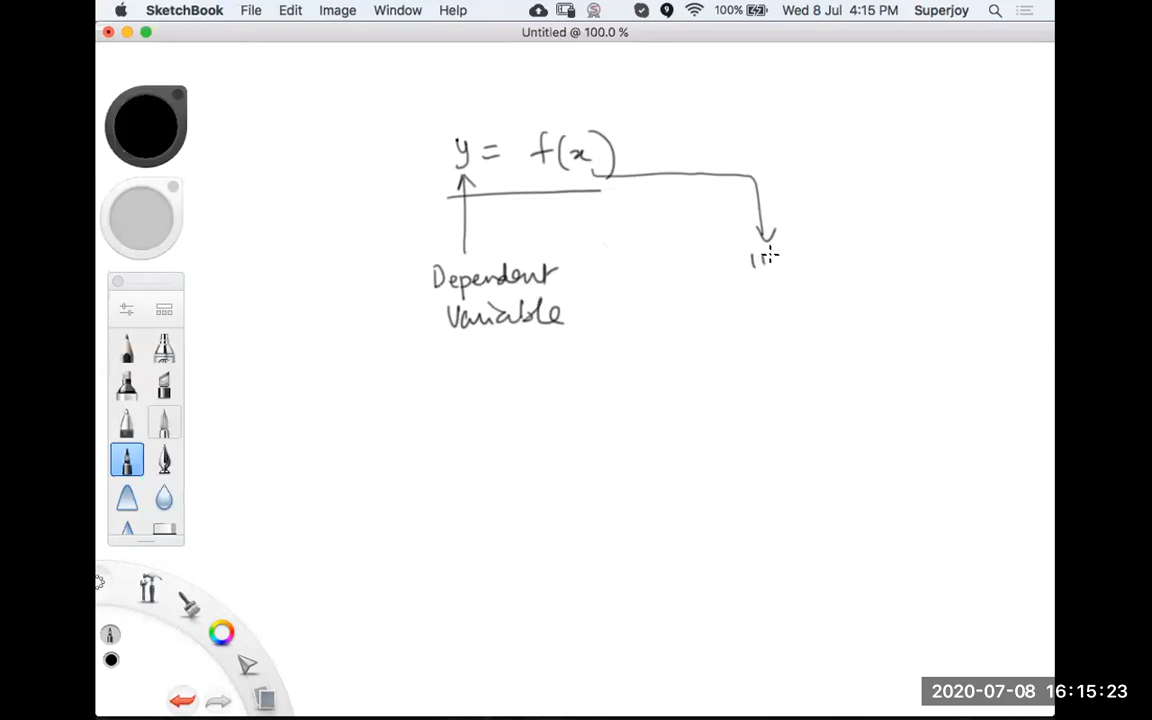 SketchBook File Edit Image Window Help 9 100% Wed 8 Jul 4:15 PM Superjoy
Untitled @ 100.0 %
y = f(x)
Dependent
Variable
2020-07-08 16:15:23